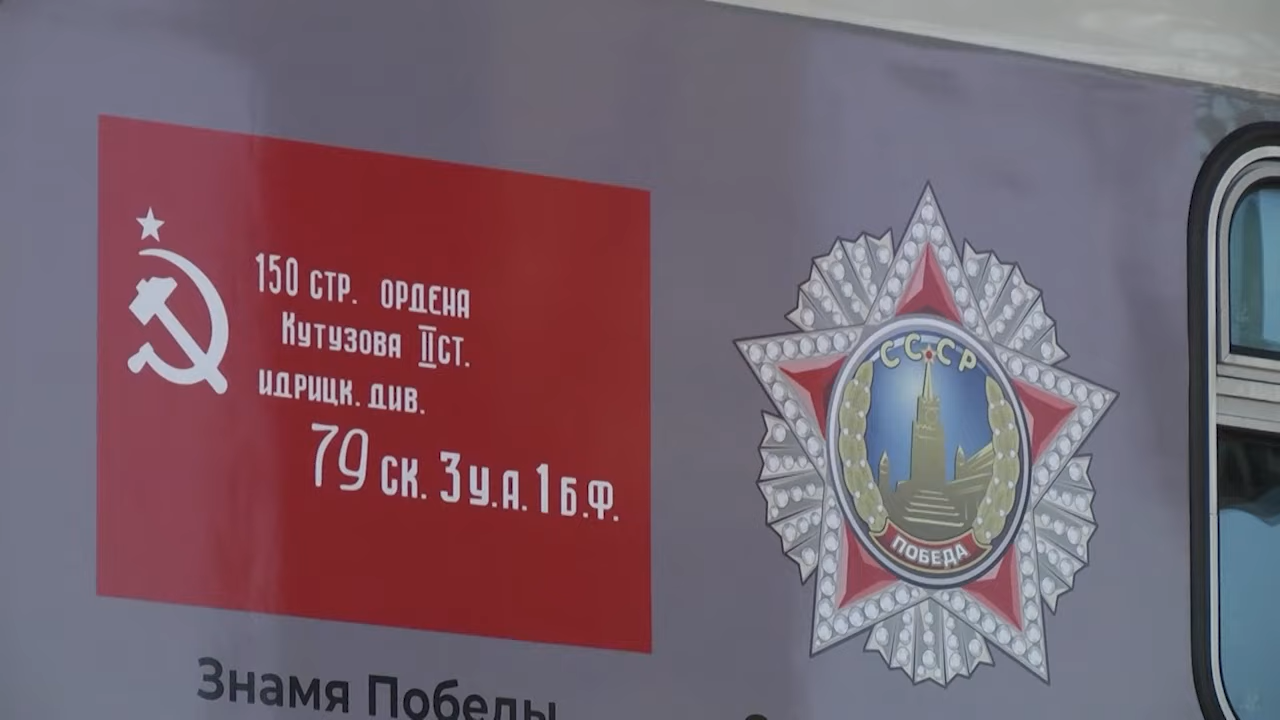 150 СТР. ОРДЕНА
Кутузова II СТ.
ИДРИЦК. ДИВ.
79 СК. 3 У.А. 1 Б.Ф.
Знамя Победы
СССР
ПОБЕДА